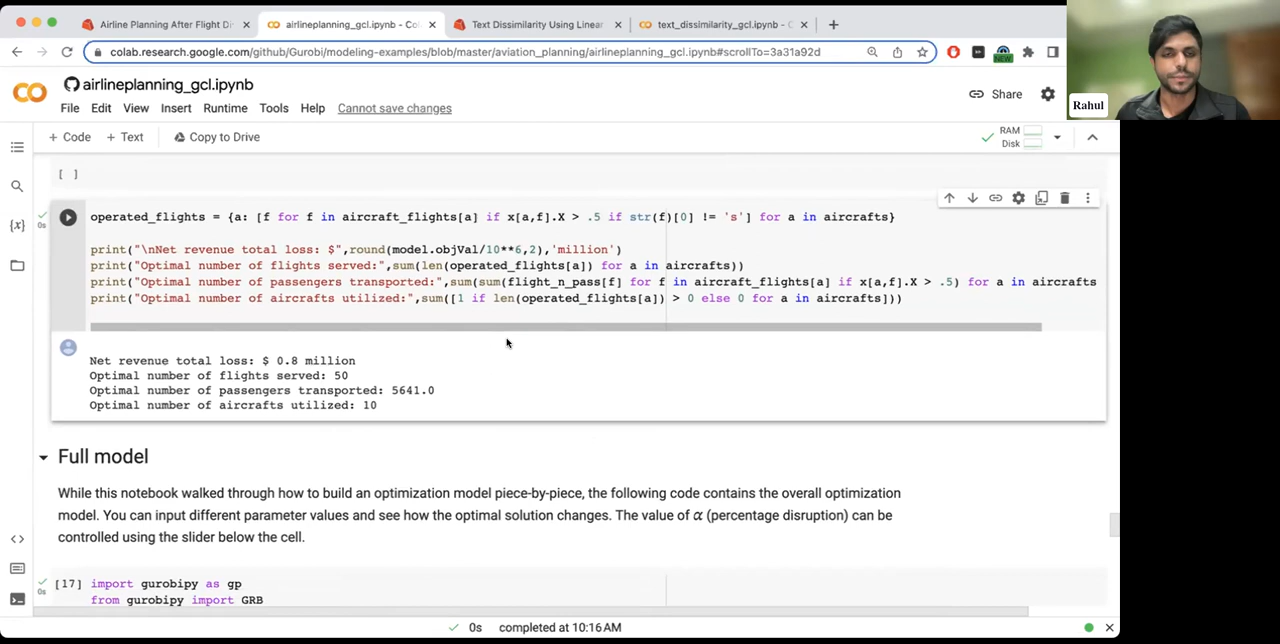 Airline Planning After Flight Di
airlineplanning_gcl.ipynb - Co
Text Dissimilarity Using Linear
text_dissimilarity_gcl.ipynb - C
colab.research.google.com/github/Gurobi/modeling-examples/blob/master/aviation_planning/airlineplanning_gcl.ipynb#scrollTo=3a31a92d
NEW
airlineplanning_gcl.ipynb
Share
Rahul
File Edit View Insert Runtime Tools Help Cannot save changes
+ Code + Text Copy to Drive
RAM
Disk
[ ]
0s
operated_flights = {a: [f for f in aircraft_flights[a] if x[a,f].X > .5 if str(f)[0] != 's'] for a in aircrafts}
print("\nNet revenue total loss: $",round(model.objVal/10**6,2),'million')
print("Optimal number of flights served:",sum(len(operated_flights[a]) for a in aircrafts))
print("Optimal number of passengers transported:",sum(sum(flight_n_pass[f] for f in aircraft_flights[a] if x[a,f].X > .5) for a in aircrafts
print("Optimal number of aircrafts utilized:",sum([1 if len(operated_flights[a]) > 0 else 0 for a in aircrafts]))
Net revenue total loss: $ 0.8 million
Optimal number of flights served: 50
Optimal number of passengers transported: 5641.0
Optimal number of aircrafts utilized: 10
Full model
While this notebook walked through how to build an optimization model piece-by-piece, the following code contains the overall optimization
model. You can input different parameter values and see how the optimal solution changes. The value of α (percentage disruption) can be
controlled using the slider below the cell.
[17] import gurobipy as gp
0s
from gurobipy import GRB
0s completed at 10:16 AM